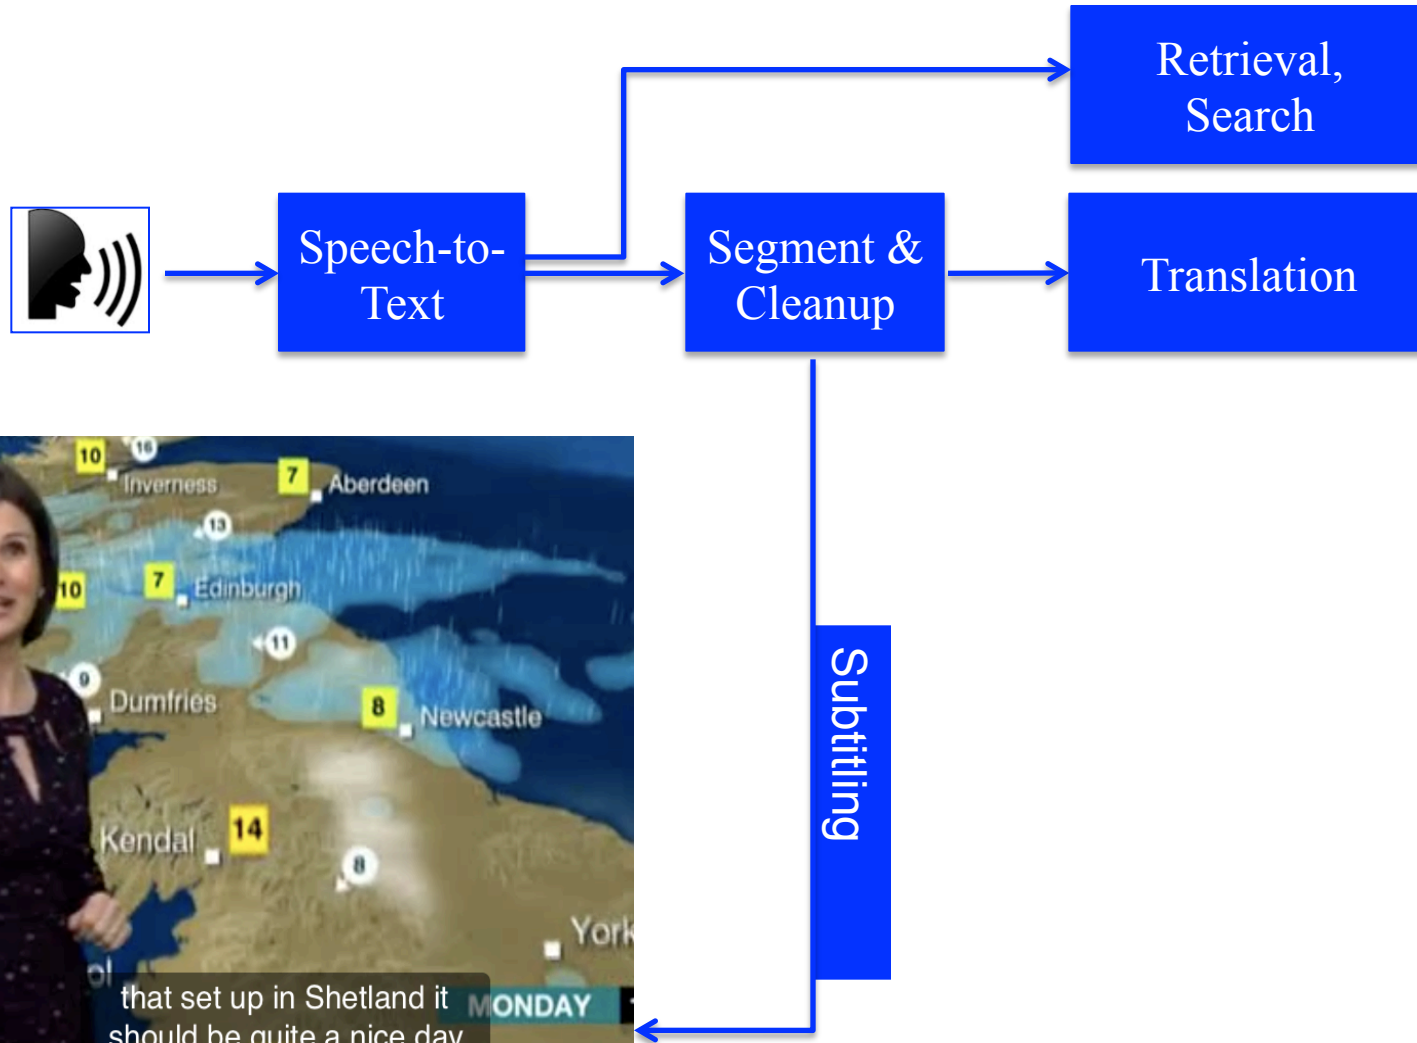 Retrieval,
Search
Speech-to-
Text
Segment &
Cleanup
Translation
Subtitling
10
16
Inverness
7
Aberdeen
13
10
7
Edinburgh
11
9
Dumfries
8
Newcastle
Kendal
14
8
York
ol
that set up in Shetland it
MONDAY
should be quite a nice day